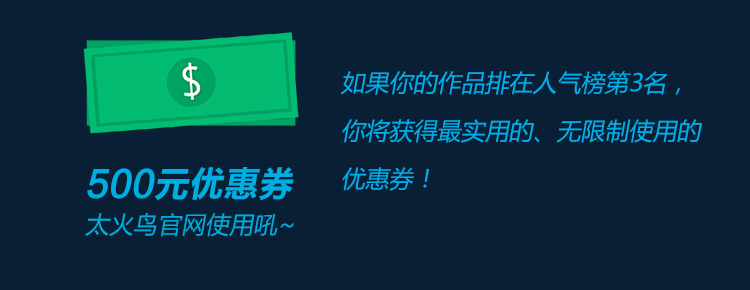 $
500元优惠券
太火鸟官网使用吼~
如果你的作品排在人气榜第3名，
你将获得最实用的、无限制使用的
优惠券！